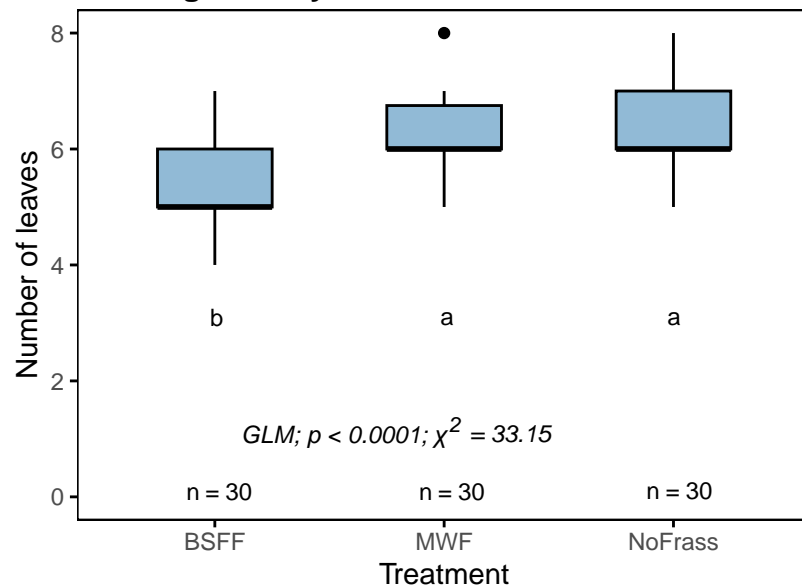 8
6
4
2
0
Number of leaves
b
a
a
GLM; p < 0.0001; χ² = 33.15
n = 30
n = 30
n = 30
BSFF
MWF
NoFrass
Treatment